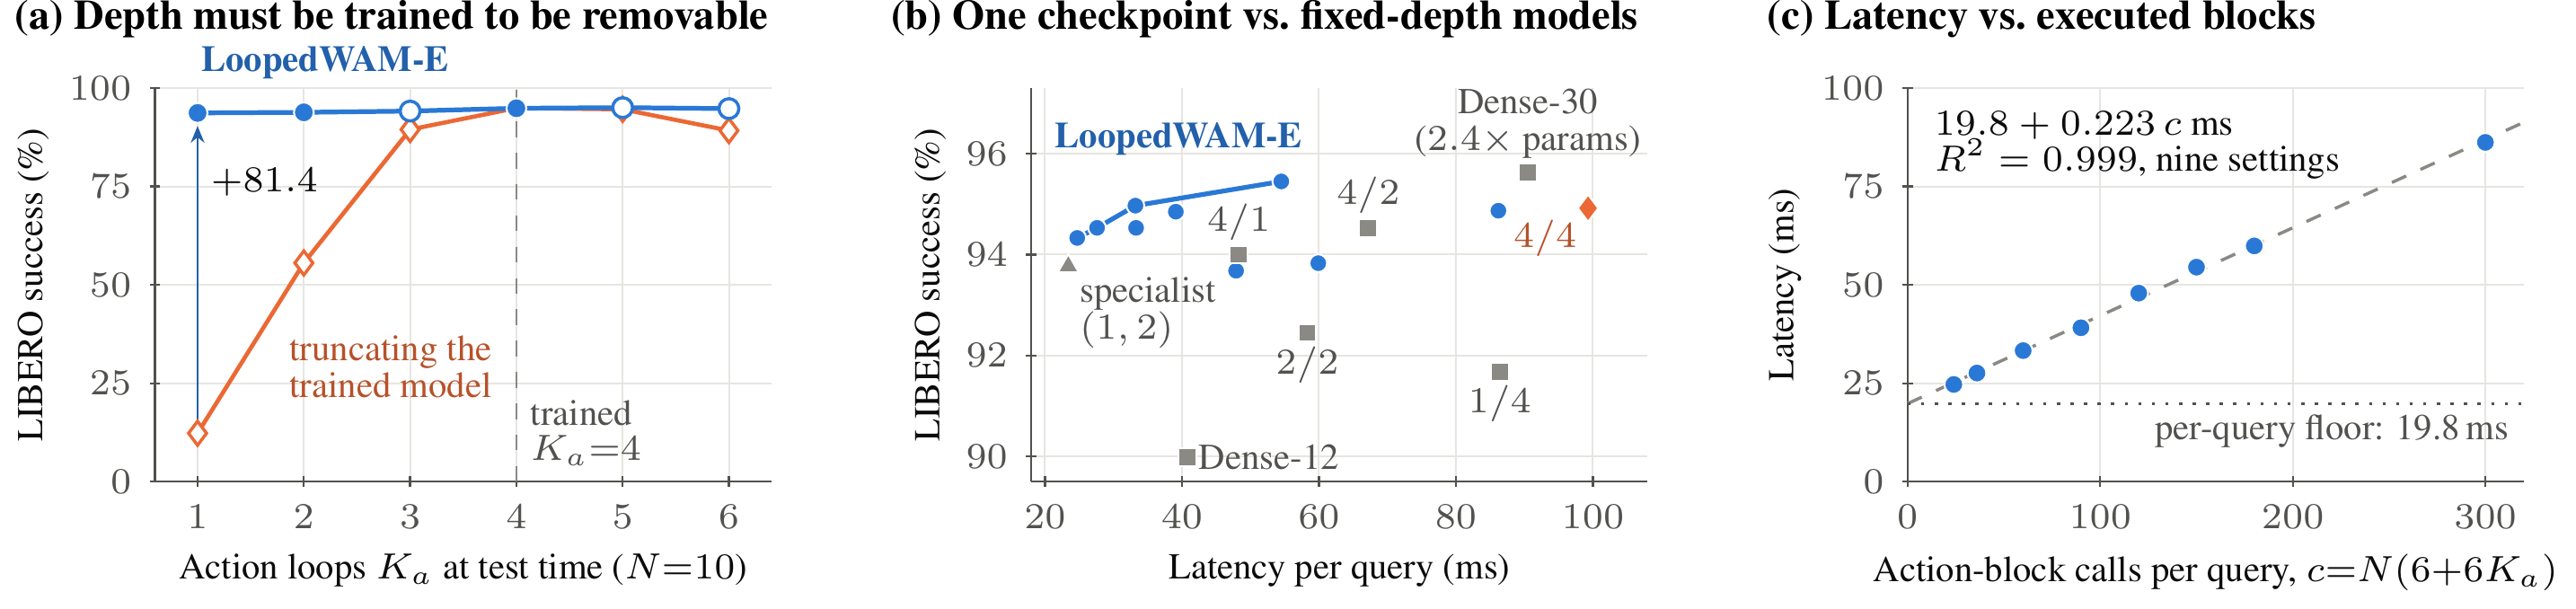 (a) Depth must be trained to be removable
LoopedWAM-E
100
75
50
25
0
LIBERO success (%)
+81.4
truncating the
trained model
trained
K_a=4
1 2 3 4 5 6
Action loops K_a at test time (N=10)
(b) One checkpoint vs. fixed-depth models
96
94
92
90
LIBERO success (%)
LoopedWAM-E
Dense-30
(2.4× params)
4/2
4/1
4/4
specialist
(1, 2)
2/2
1/4
Dense-12
20 40 60 80 100
Latency per query (ms)
(c) Latency vs. executed blocks
100
75
50
25
0
Latency (ms)
19.8 + 0.223 c ms
R² = 0.999, nine settings
per-query floor: 19.8 ms
0 100 200 300
Action-block calls per query, c=N(6+6K_a)